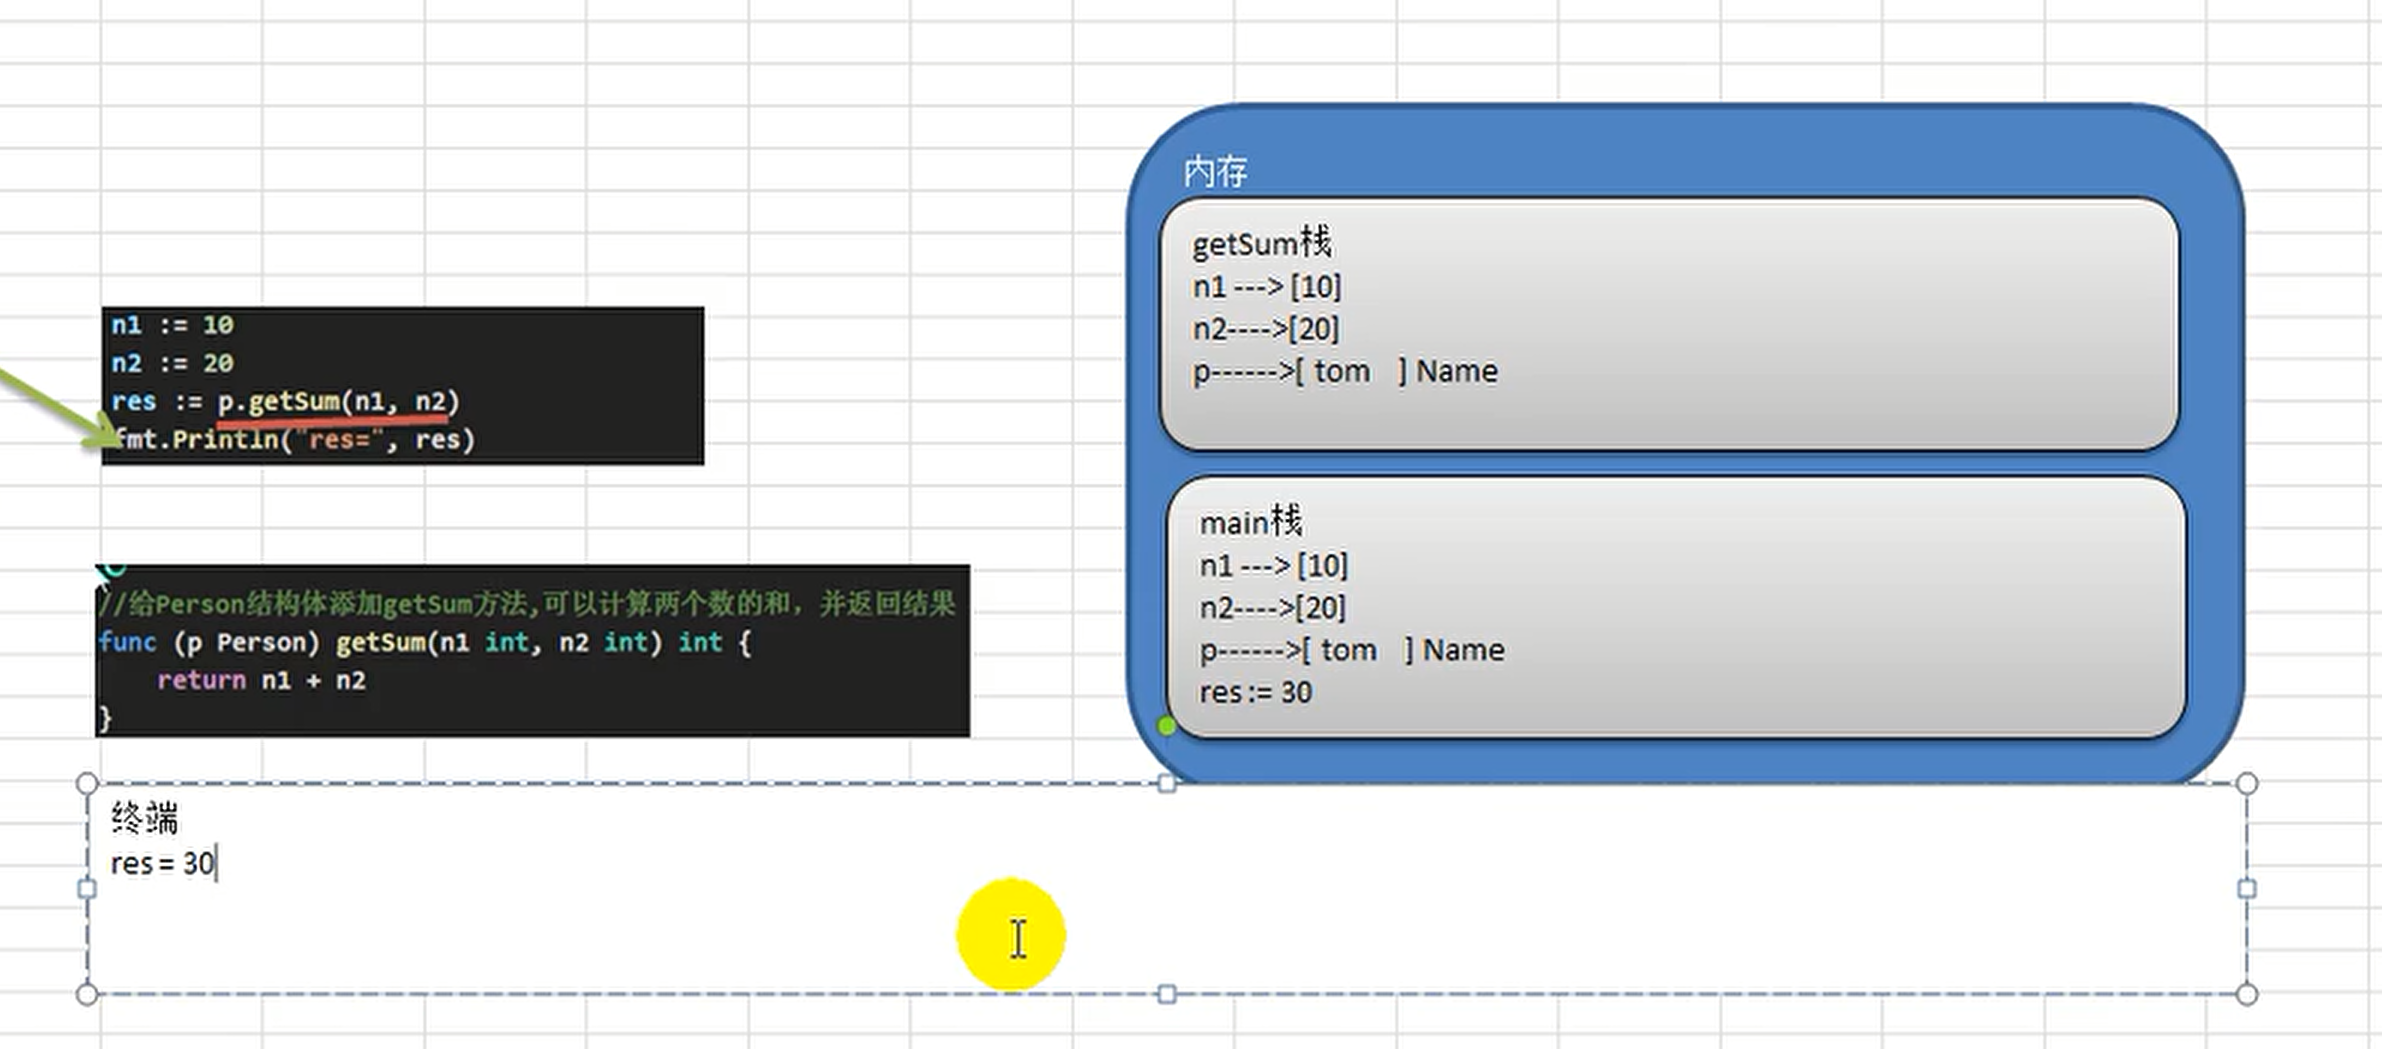 n1 := 10
n2 := 20
res := p.getSum(n1, n2)
fmt.Println("res=", res)
//给Person结构体添加getSum方法,可以计算两个数的和，并返回结果
func (p Person) getSum(n1 int, n2 int) int {
return n1 + n2
}
内存
getSum栈
n1 ---> [10]
n2---->[20]
p------>[ tom   ] Name
main栈
n1 ---> [10]
n2---->[20]
p------>[ tom   ] Name
res := 30
终端
res = 30